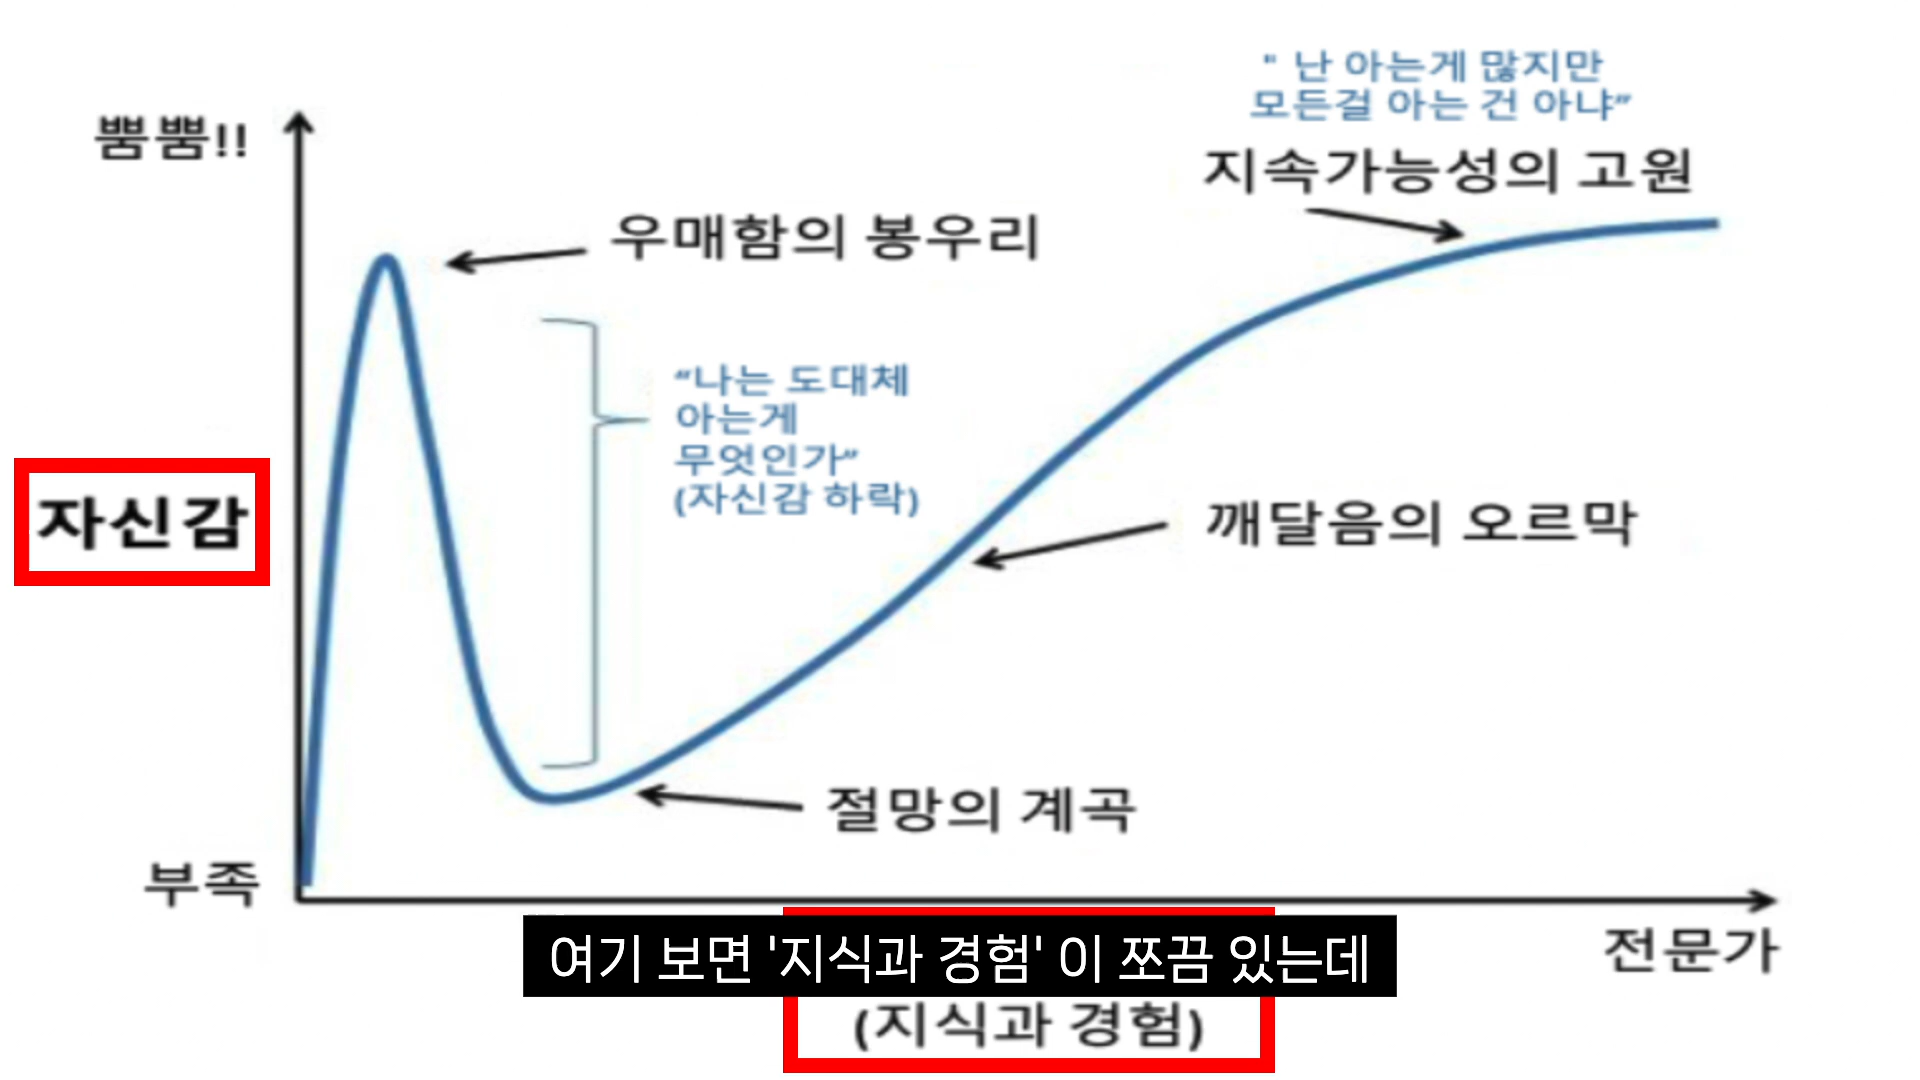 " 난 아는게 많지만
모든걸 아는 건 아냐”
뿜뿜!!
지속가능성의 고원
우매함의 봉우리
“나는 도대체
아는게
무엇인가”
(자신감 하락)
자신감
깨달음의 오르막
절망의 계곡
부족
전문가
여기 보면 '지식과 경험' 이 쪼끔 있는데
(지식과 경험)